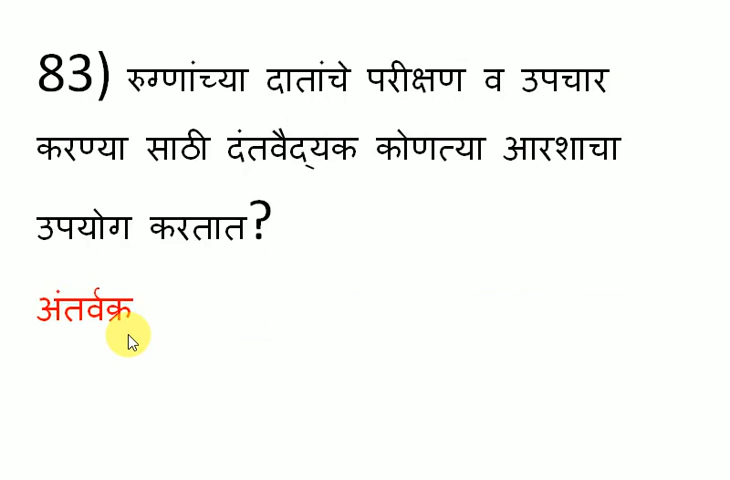 83) रुग्णांच्या दातांचे परीक्षण व उपचार
करण्या साठी दंतवैद्‌यक कोणत्या आरशाचा
उपयोग करतात?
अंतर्वक्र